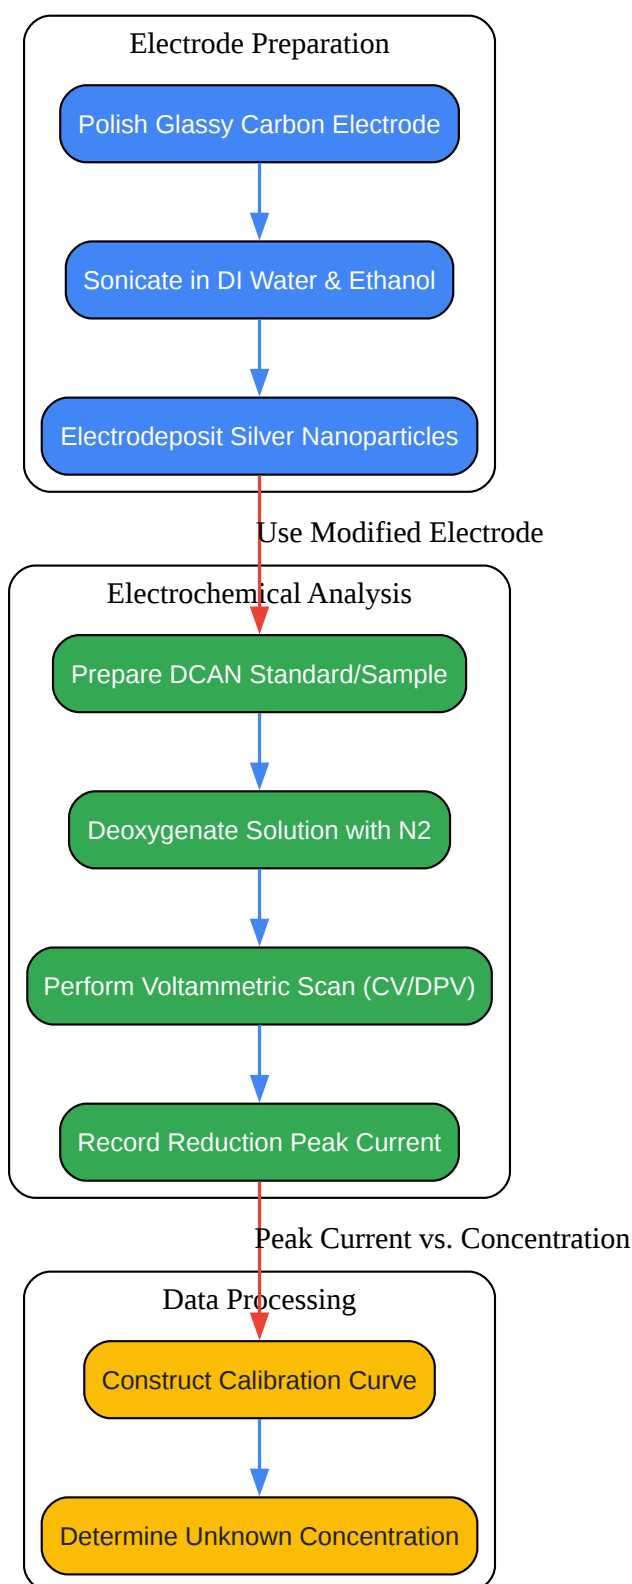 Electrode Preparation
Polish Glassy Carbon Electrode
Sonicate in DI Water & Ethanol
Electrodeposit Silver Nanoparticles
Use Modified Electrode
Electrochemical Analysis
Prepare DCAN Standard/Sample
Deoxygenate Solution with N2
Perform Voltammetric Scan (CV/DPV)
Record Reduction Peak Current
Peak Current vs. Concentration
Data Processing
Construct Calibration Curve
Determine Unknown Concentration